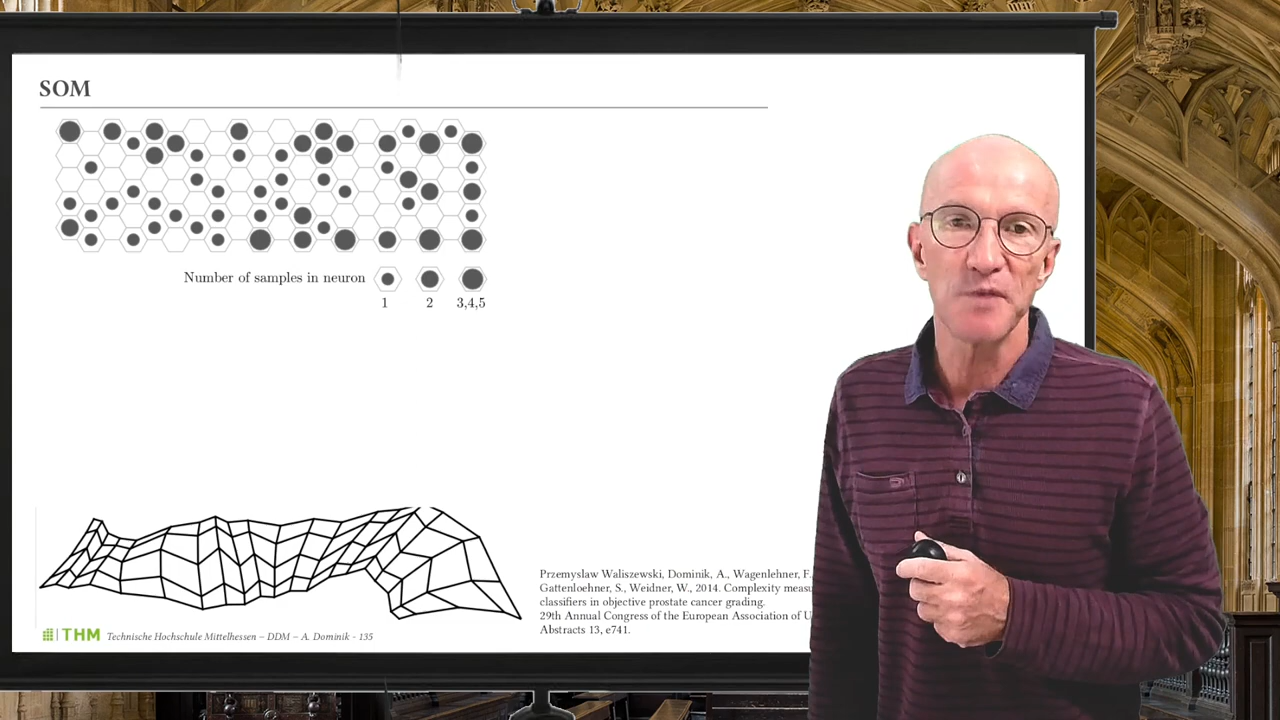 SOM
Number of samples in neuron
1 2 3,4,5
Przemyslaw Waliszewski, Dominik, A., Wagenlehner, F.
Gattenloehner, S., Weidner, W., 2014. Complexity
classifiers in objective prostate cancer grading.
29th Annual Congress of the European Association of
Abstracts 13, e741.
THM Technische Hochschule Mittelhessen – DDM – A. Dominik - 135